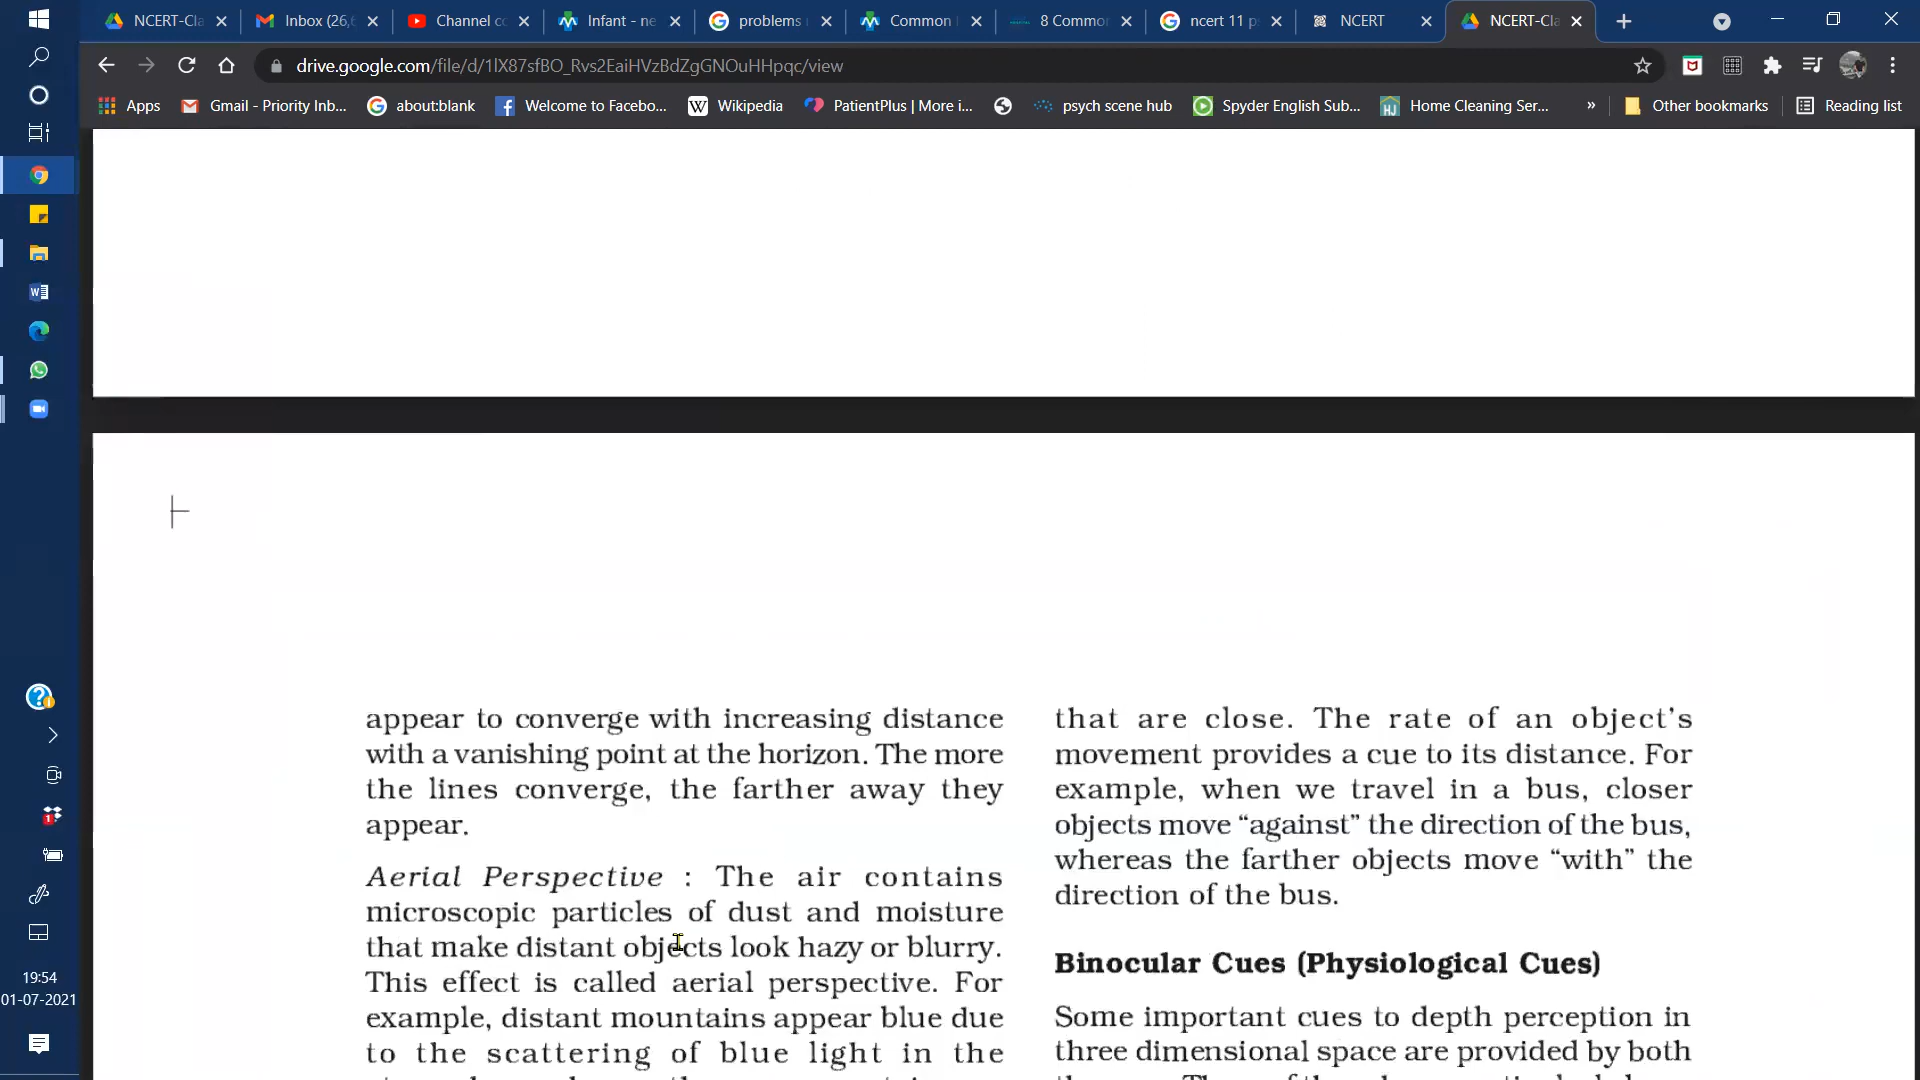 NCERT-Cla
Inbox (26,6
Channel co
Infant - ne
problems
Common
8 Commo
ncert 11 p
NCERT
NCERT-Cla
drive.google.com/file/d/1lX87sfBO_Rvs2EaiHVzBdZgGNOuHHpqc/view
Apps
Gmail - Priority Inb...
about:blank
Welcome to Facebo...
Wikipedia
PatientPlus | More i...
psych scene hub
Spyder English Sub...
Home Cleaning Ser...
»
Other bookmarks
Reading list
appear to converge with increasing distance
with a vanishing point at the horizon. The more
the lines converge, the farther away they
appear.
Aerial Perspective : The air contains
microscopic particles of dust and moisture
that make distant objects look hazy or blurry.
This effect is called aerial perspective. For
example, distant mountains appear blue due
to the scattering of blue light in the
that are close. The rate of an object’s
movement provides a cue to its distance. For
example, when we travel in a bus, closer
objects move “against” the direction of the bus,
whereas the farther objects move “with” the
direction of the bus.
Binocular Cues (Physiological Cues)
Some important cues to depth perception in
three dimensional space are provided by both
19:54
01-07-2021